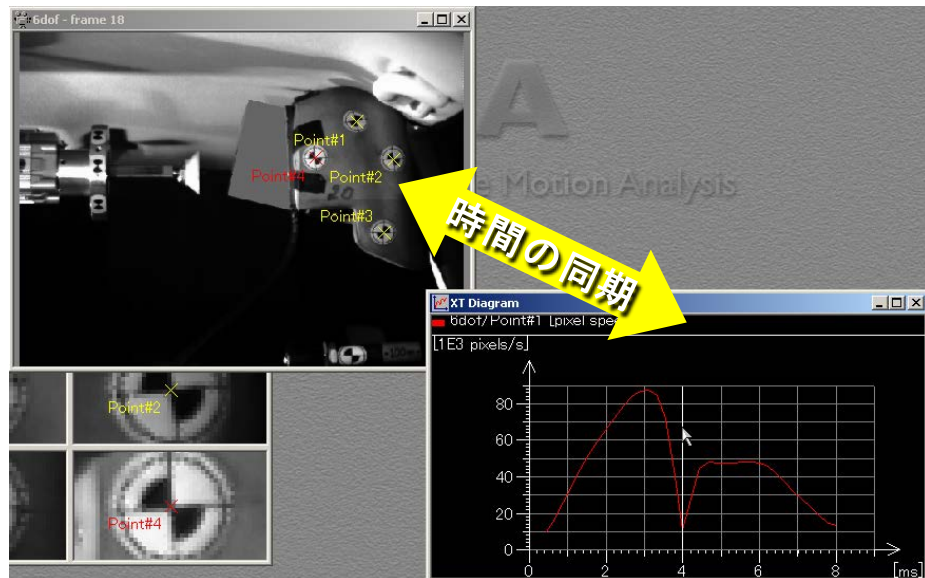 6dof - frame 18
A
e Motion Analysis
Point#1
Point#4
Point#2
20
Point#3
+100ms
時間の同期
XT Diagram
6dof/Point#1 [pixel spe
[1E3 pixels/s]
80
60
40
20
0
0 2 4 6 8 [ms]
Point#2
Point#4